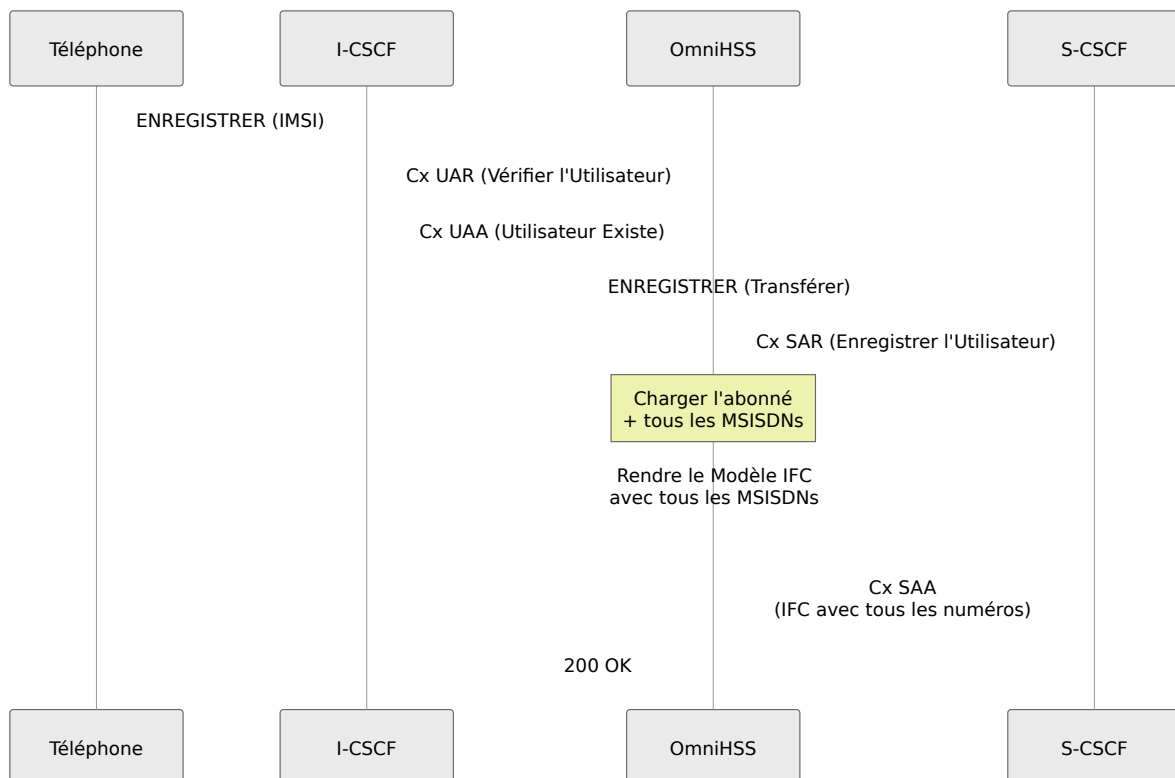 Téléphone
I-CSCF
OmniHSS
S-CSCF
ENREGISTRER (IMSI)
Cx UAR (Vérifier l'Utilisateur)
Cx UAA (Utilisateur Existe)
ENREGISTRER (Transférer)
Cx SAR (Enregistrer l'Utilisateur)
Charger l'abonné
+ tous les MSISDNs
Rendre le Modèle IFC
avec tous les MSISDNs
Cx SAA
(IFC avec tous les numéros)
200 OK
Téléphone
I-CSCF
OmniHSS
S-CSCF